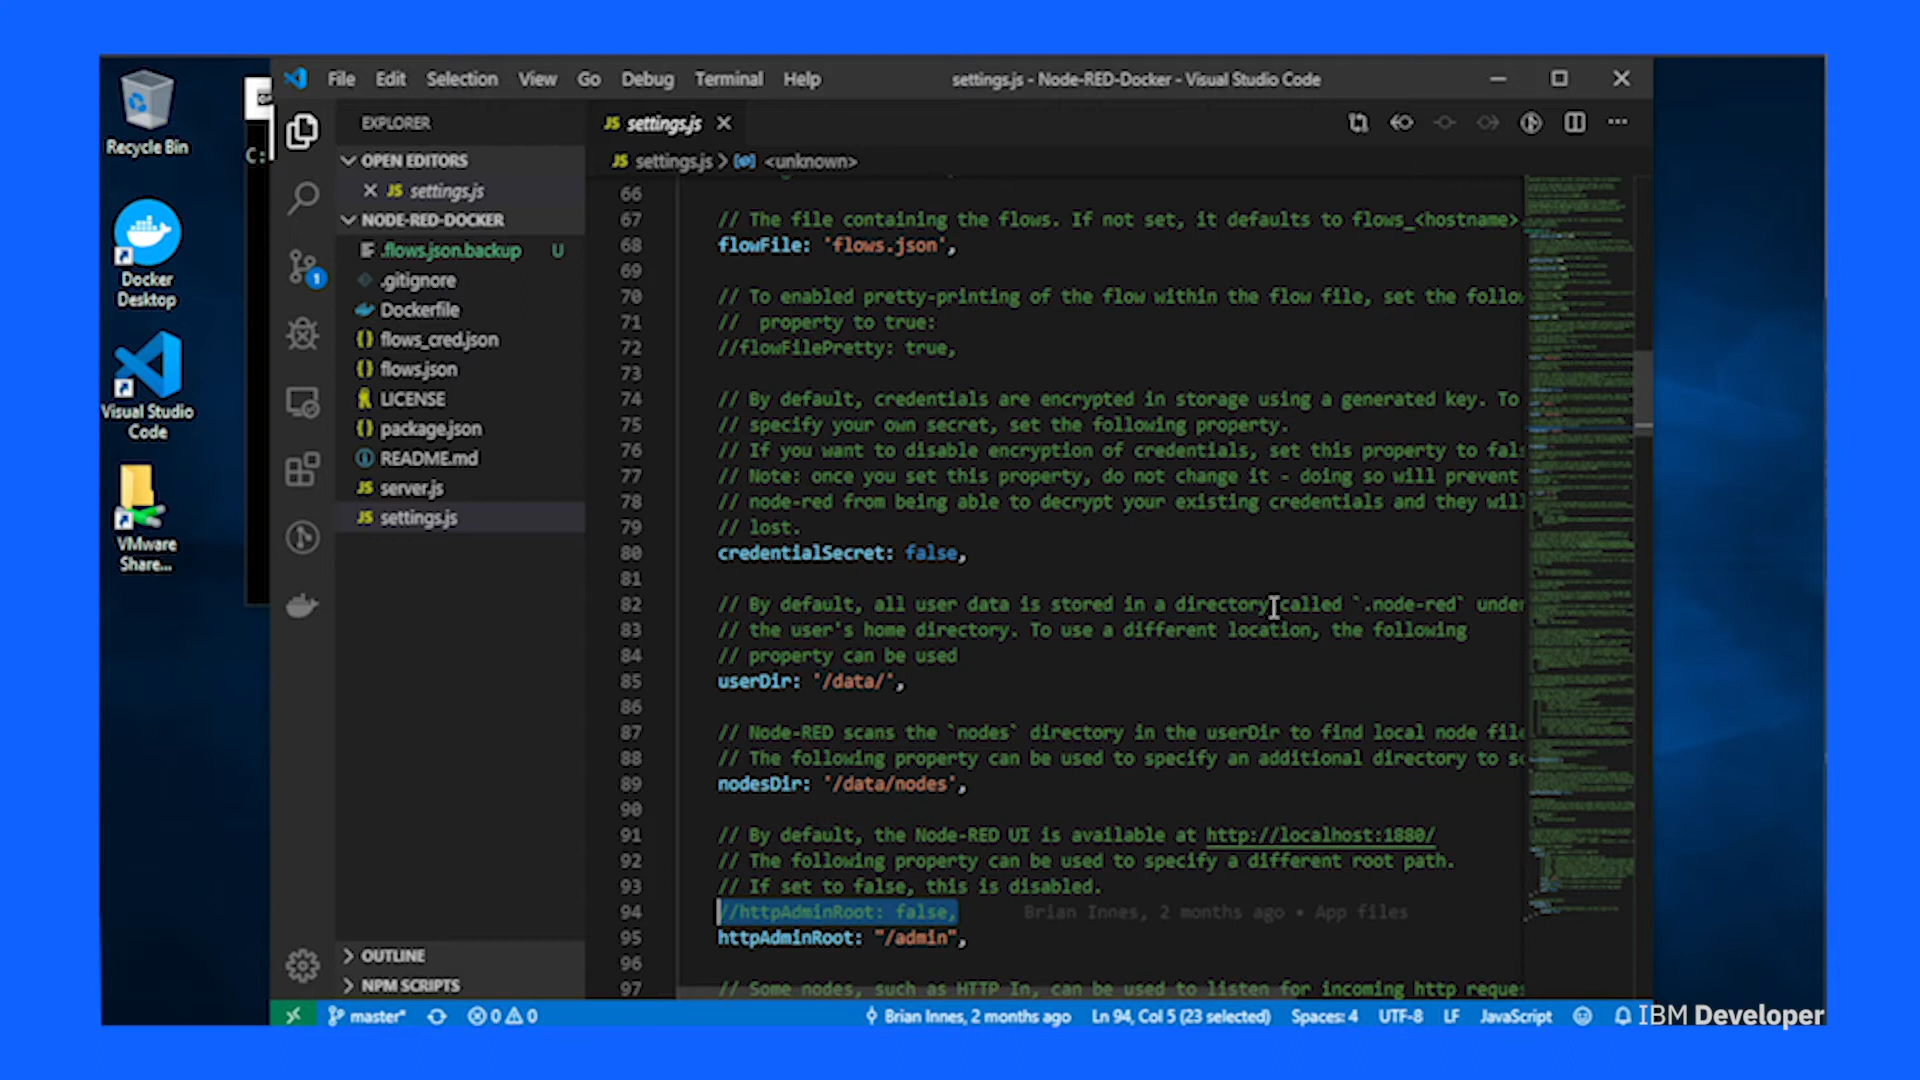 Recycle Bin
Docker
Desktop
Visual Studio
Code
VMware
Share...
C:
File Edit Selection View Go Debug Terminal Help
settings.js - Node-RED-Docker - Visual Studio Code
EXPLORER
OPEN EDITORS
JS settings.js
NODE-RED-DOCKER
.flows.json.backup U
.gitignore
Dockerfile
{} flows_cred.json
{} flows.json
LICENSE
package.json
README.md
JS server.js
JS settings.js
OUTLINE
NPM SCRIPTS
1
JS settings.js
JS settings.js > <unknown>
66
67 // The file containing the flows. If not set, it defaults to flows_<hostname>.
68 flowFile: 'flows.json',
69
70 // To enabled pretty-printing of the flow within the flow file, set the follo
71 //  property to true:
72 //flowFilePretty: true,
73
74 // By default, credentials are encrypted in storage using a generated key. To
75 // specify your own secret, set the following property.
76 // If you want to disable encryption of credentials, set this property to fals
77 // Note: once you set this property, do not change it - doing so will prevent
78 // node-red from being able to decrypt your existing credentials and they will
79 // lost.
80 credentialSecret: false,
81
82 // By default, all user data is stored in a directory called `.node-red` under
83 // the user's home directory. To use a different location, the following
84 // property can be used
85 userDir: '/data/',
86
87 // Node-RED scans the `nodes` directory in the userDir to find local node file
88 // The following property can be used to specify an additional directory to sc
89 nodesDir: '/data/nodes',
90
91 // By default, the Node-RED UI is available at http://localhost:1880/
92 // The following property can be used to specify a different root path.
93 // If set to false, this is disabled.
94 //httpAdminRoot: false, Brian Innes, 2 months ago • App files
95 httpAdminRoot: "/admin",
96
97 // Some nodes, such as HTTP In, can be used to listen for incoming http reques
master* 0 0 Brian Innes, 2 months ago Ln 94, Col 5 (23 selected) Spaces: 4 UTF-8 LF JavaScript
IBM Developer